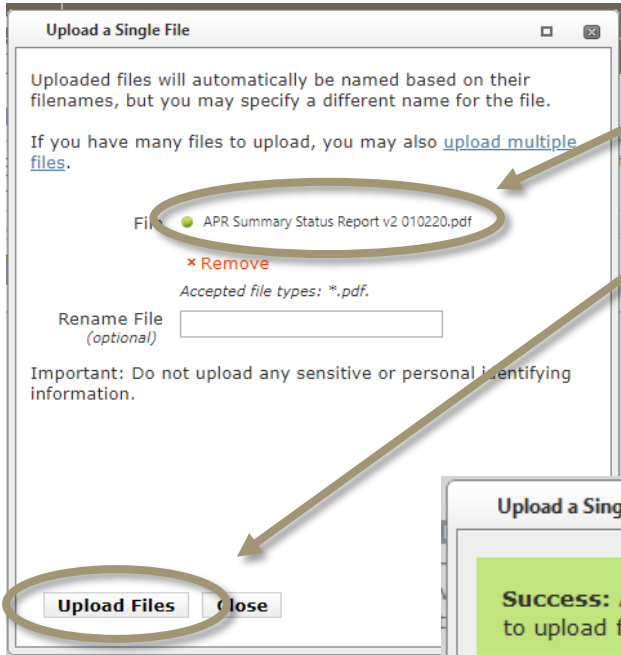 Upload a Single File
Uploaded files will automatically be named based on their
filenames, but you may specify a different name for the file.
If you have many files to upload, you may also upload multiple
files.
File APR Summary Status Report v2 010220.pdf
× Remove
Accepted file types: *.pdf.
Rename File
(optional)
Important: Do not upload any sensitive or personal identifying
information.
Upload Files Close
Upload a Sing
Success:
to upload f